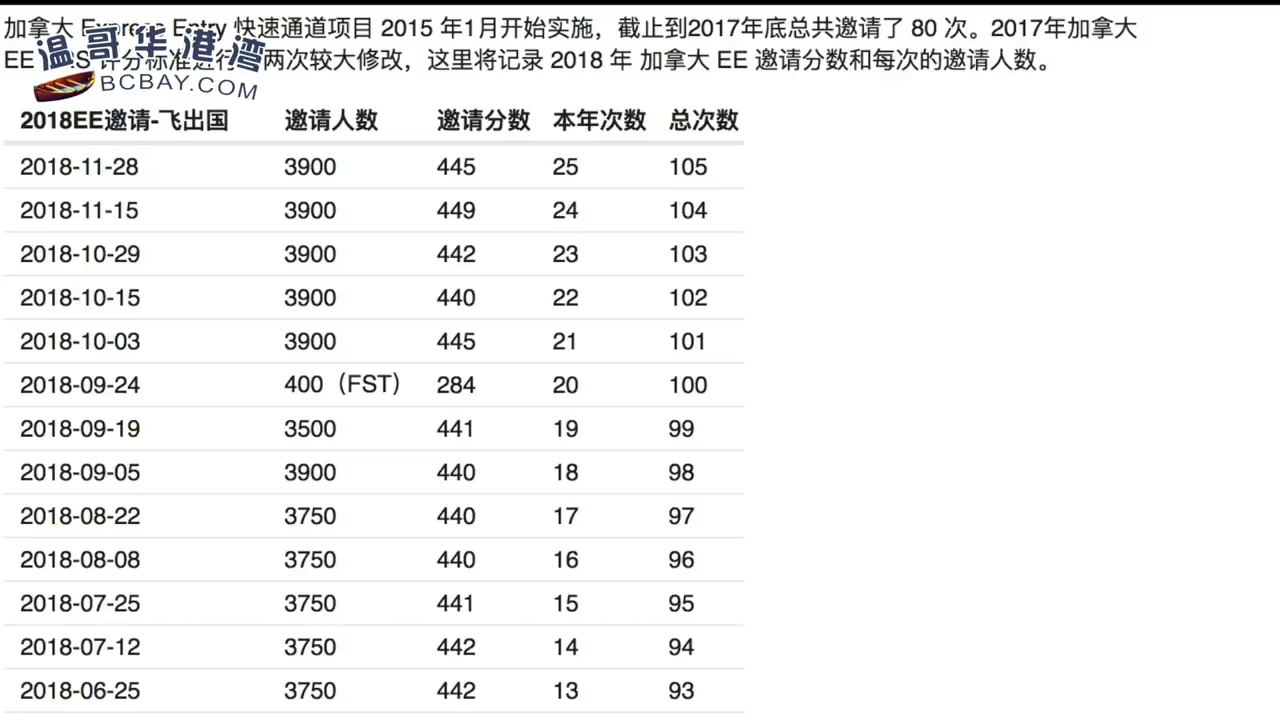 加拿大 Express Entry 快速通道项目 2015 年1月开始实施，截止到2017年底总共邀请了 80 次。2017年加拿大
EE 评分标准进行 两次较大修改，这里将记录 2018 年 加拿大 EE 邀请分数和每次的邀请人数。
温哥华港湾
BCBAY.COM
2018EE邀请-飞出国 邀请人数 邀请分数 本年次数 总次数
2018-11-28 3900 445 25 105
2018-11-15 3900 449 24 104
2018-10-29 3900 442 23 103
2018-10-15 3900 440 22 102
2018-10-03 3900 445 21 101
2018-09-24 400（FST） 284 20 100
2018-09-19 3500 441 19 99
2018-09-05 3900 440 18 98
2018-08-22 3750 440 17 97
2018-08-08 3750 440 16 96
2018-07-25 3750 441 15 95
2018-07-12 3750 442 14 94
2018-06-25 3750 442 13 93